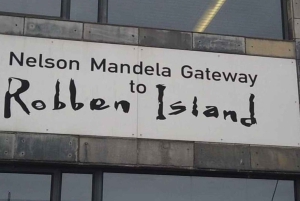 Nelson Mandela Gateway
to
Robben Island